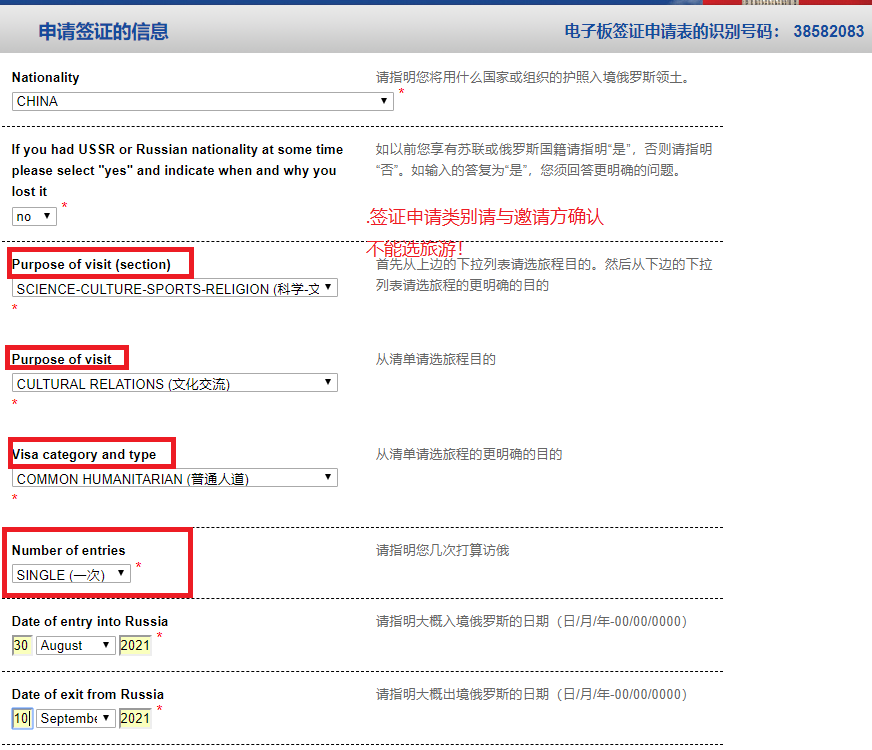 申请签证的信息
电子板签证申请表的识别号码： 38582083
Nationality
请指明您将用什么国家或组织的护照入境俄罗斯领土。
CHINA
*
If you had USSR or Russian nationality at some time
please select "yes" and indicate when and why you
lost it
如以前您享有苏联或俄罗斯国籍请指明“是”，否则请指明
“否”。如输入的答复为“是”，您须回答更明确的问题。
no
*
.签证申请类别请与邀请方确认
不能选旅游！
Purpose of visit (section)
首先从上边的下拉列表请选旅程目的。然后从下边的下拉
列表请选旅程的更明确的目的
SCIENCE-CULTURE-SPORTS-RELIGION (科学-文
*
Purpose of visit
从清单请选旅程目的
CULTURAL RELATIONS (文化交流)
*
Visa category and type
从清单请选旅程的更明确的目的
COMMON HUMANITARIAN (普通人道)
*
Number of entries
请指明您几次打算访俄
SINGLE (一次)
*
Date of entry into Russia
请指明大概入境俄罗斯的日期（日/月/年-00/00/0000）
30 August 2021
*
Date of exit from Russia
请指明大概出境俄罗斯的日期（日/月/年-00/00/0000）
10 Septembe 2021
*